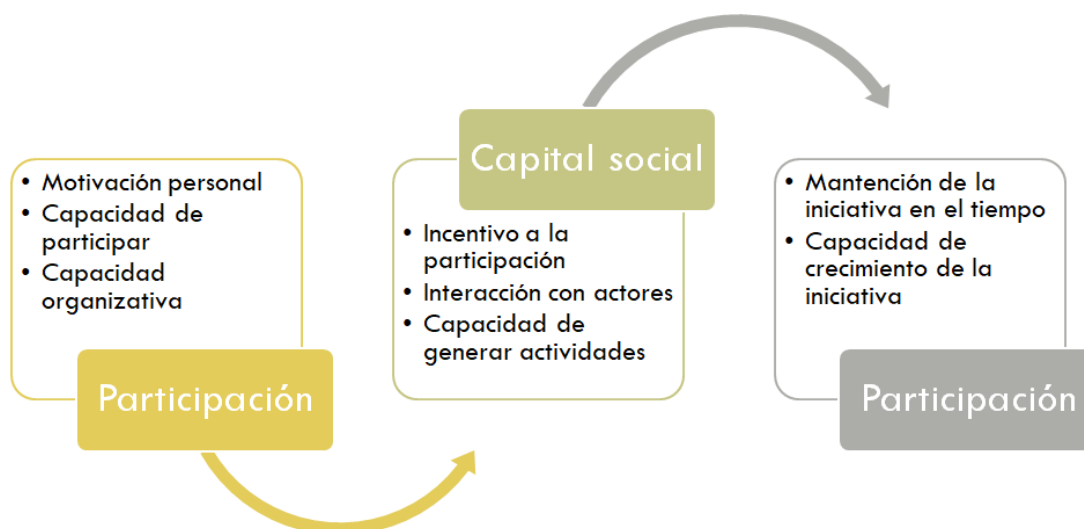 • Motivación personal
• Capacidad de
participar
• Capacidad
organizativa
Participación
Capital social
• Incentivo a la
participación
• Interacción con actores
• Capacidad de
generar actividades
• Mantención de la
iniciativa en el tiempo
• Capacidad de
crecimiento de la
iniciativa
Participación